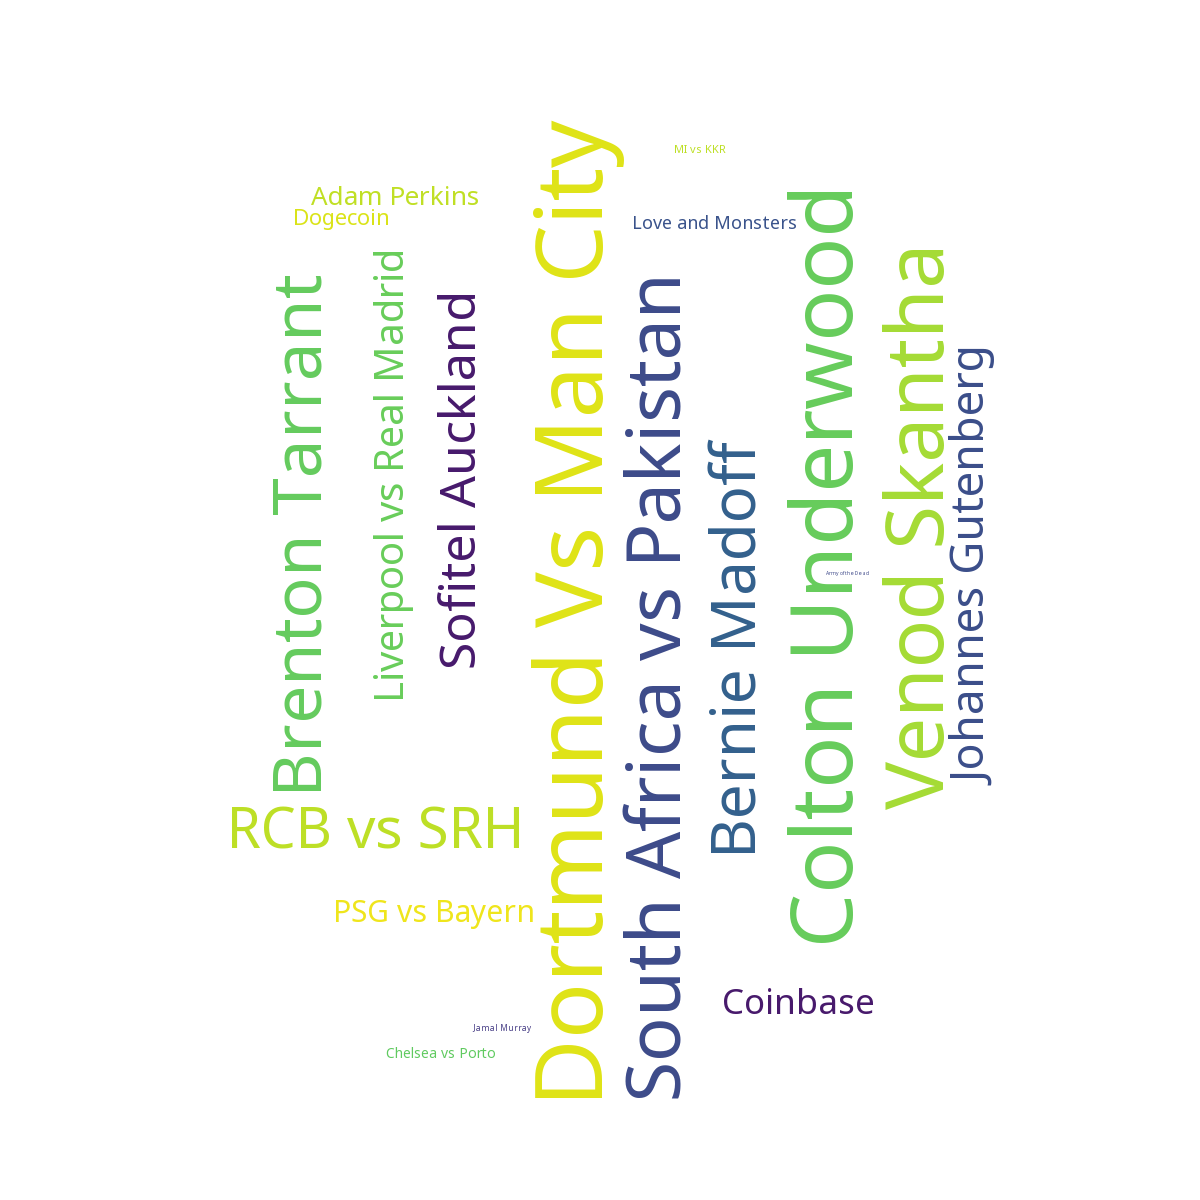 MI vs KKR
Adam Perkins
Dogecoin
Love and Monsters
Brenton Tarrant
Liverpool vs Real Madrid
Sofitel Auckland
Dortmund Vs Man City
South Africa vs Pakistan
Bernie Madoff
Colton Underwood
Army of the Dead
Venod Skantha
Johannes Gutenberg
RCB vs SRH
PSG vs Bayern
Coinbase
Jamal Murray
Chelsea vs Porto